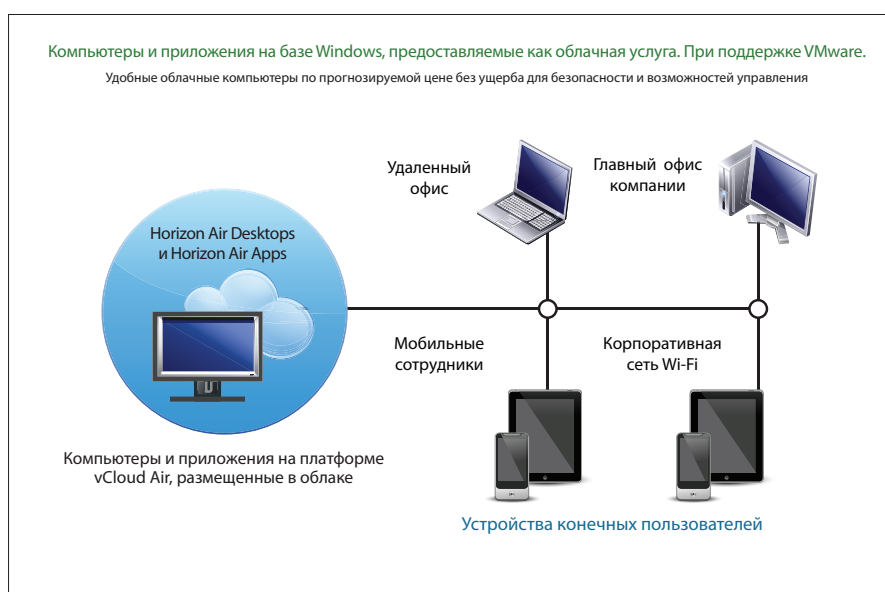 Компьютеры и приложения на базе Windows, предоставляемые как облачная услуга. При поддержке VMware.
Удобные облачные компьютеры по прогнозируемой цене без ущерба для безопасности и возможностей управления
Удаленный
офис
Главный офис
компании
Horizon Air Desktops
и Horizon Air Apps
Мобильные
сотрудники
Корпоративная
сеть Wi-Fi
Компьютеры и приложения на платформе
vCloud Air, размещенные в облаке
Устройства конечных пользователей